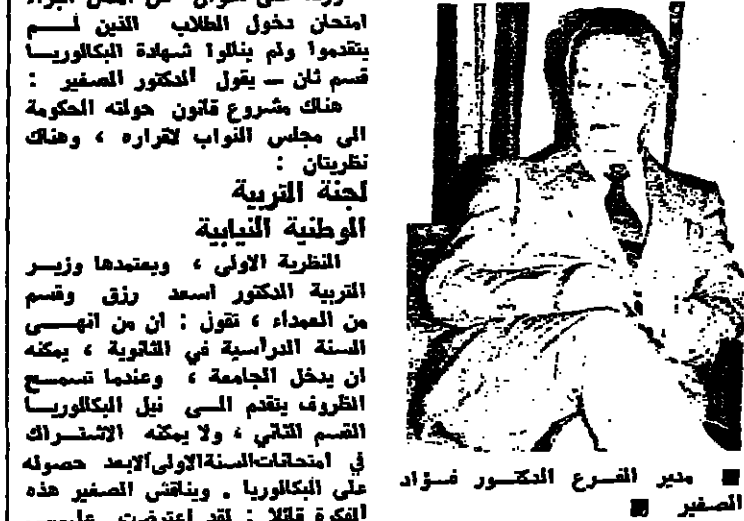 امتحان دخول الطلاب الذين لم
يتقدموا ولم ينالوا شهادة البكالوريا
قسم ثان — يقول الدكتور الصغير :
هناك مشروع قانون حولته الحكومة
الى مجلس النواب لاقراره ، وهناك
نظريتان :
لجنة التربية
الوطنية النيابية
النظرية الاولى ، ويعتمدها وزير
التربية الدكتور اسعد رزق وقسم
من العمداء ، تقول : ان من انهى
السنة الدراسية في الثانوية ، يمكنه
ان يدخل الجامعة ، وعندما تسمح
الظروف يتقدم الى نيل البكالوريا
القسم الثاني ، ولا يمكنه الاشتراك
في امتحانات السنة الاولى الا بعد حصوله
على البكالوريا . ويناقش الصغير هذه
الفكرة قائلا : لقد اعترضت
مدير الفرع الدكتور فؤاد
الصغير